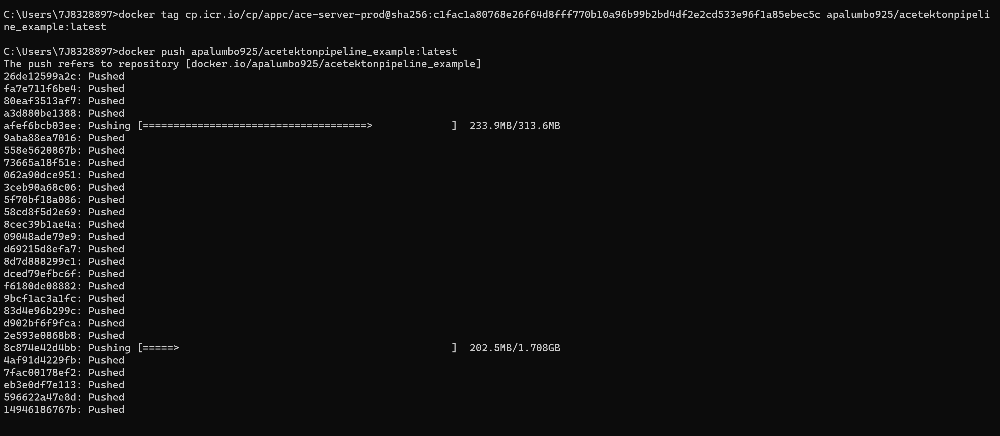 C:\Users\7J8328897>docker tag cp.icr.io/cp/appc/ace-server-prod@sha256:c1fac1a80768e26f64d8fff770b10a96b99b2bd4df2e2cd533e96f1a85ebec5c apalumbo925/acetektonpipeli
ne_example:latest
C:\Users\7J8328897>docker push apalumbo925/acetektonpipeline_example:latest
The push refers to repository [docker.io/apalumbo925/acetektonpipeline_example]
26de12599a2c: Pushed
fa7e711f6be4: Pushed
80eaf3513af7: Pushed
a3d880be1388: Pushed
afef6bcb03ee: Pushing [=====================================>             ]  233.9MB/313.6MB
9aba88ea7016: Pushed
558e5620867b: Pushed
73665a18f51e: Pushed
062a90dce951: Pushed
3ceb90a68c06: Pushed
5f70bf18a086: Pushed
58cd8f5d2e69: Pushed
8cec39b1ae4a: Pushed
09048ade79e9: Pushed
d69215d8efa7: Pushed
8d7d888299c1: Pushed
dced79efbc6f: Pushed
f6180de08882: Pushed
9bcf1ac3a1fc: Pushed
83d4e96b299c: Pushed
d902bf6f9fca: Pushed
2e593e0868b8: Pushed
8c874e42d4bb: Pushing [=====>                                             ]  202.5MB/1.708GB
4af91d4229fb: Pushed
7fac00178ef2: Pushed
eb3e0df7e113: Pushed
596622a47e8d: Pushed
14946186767b: Pushed